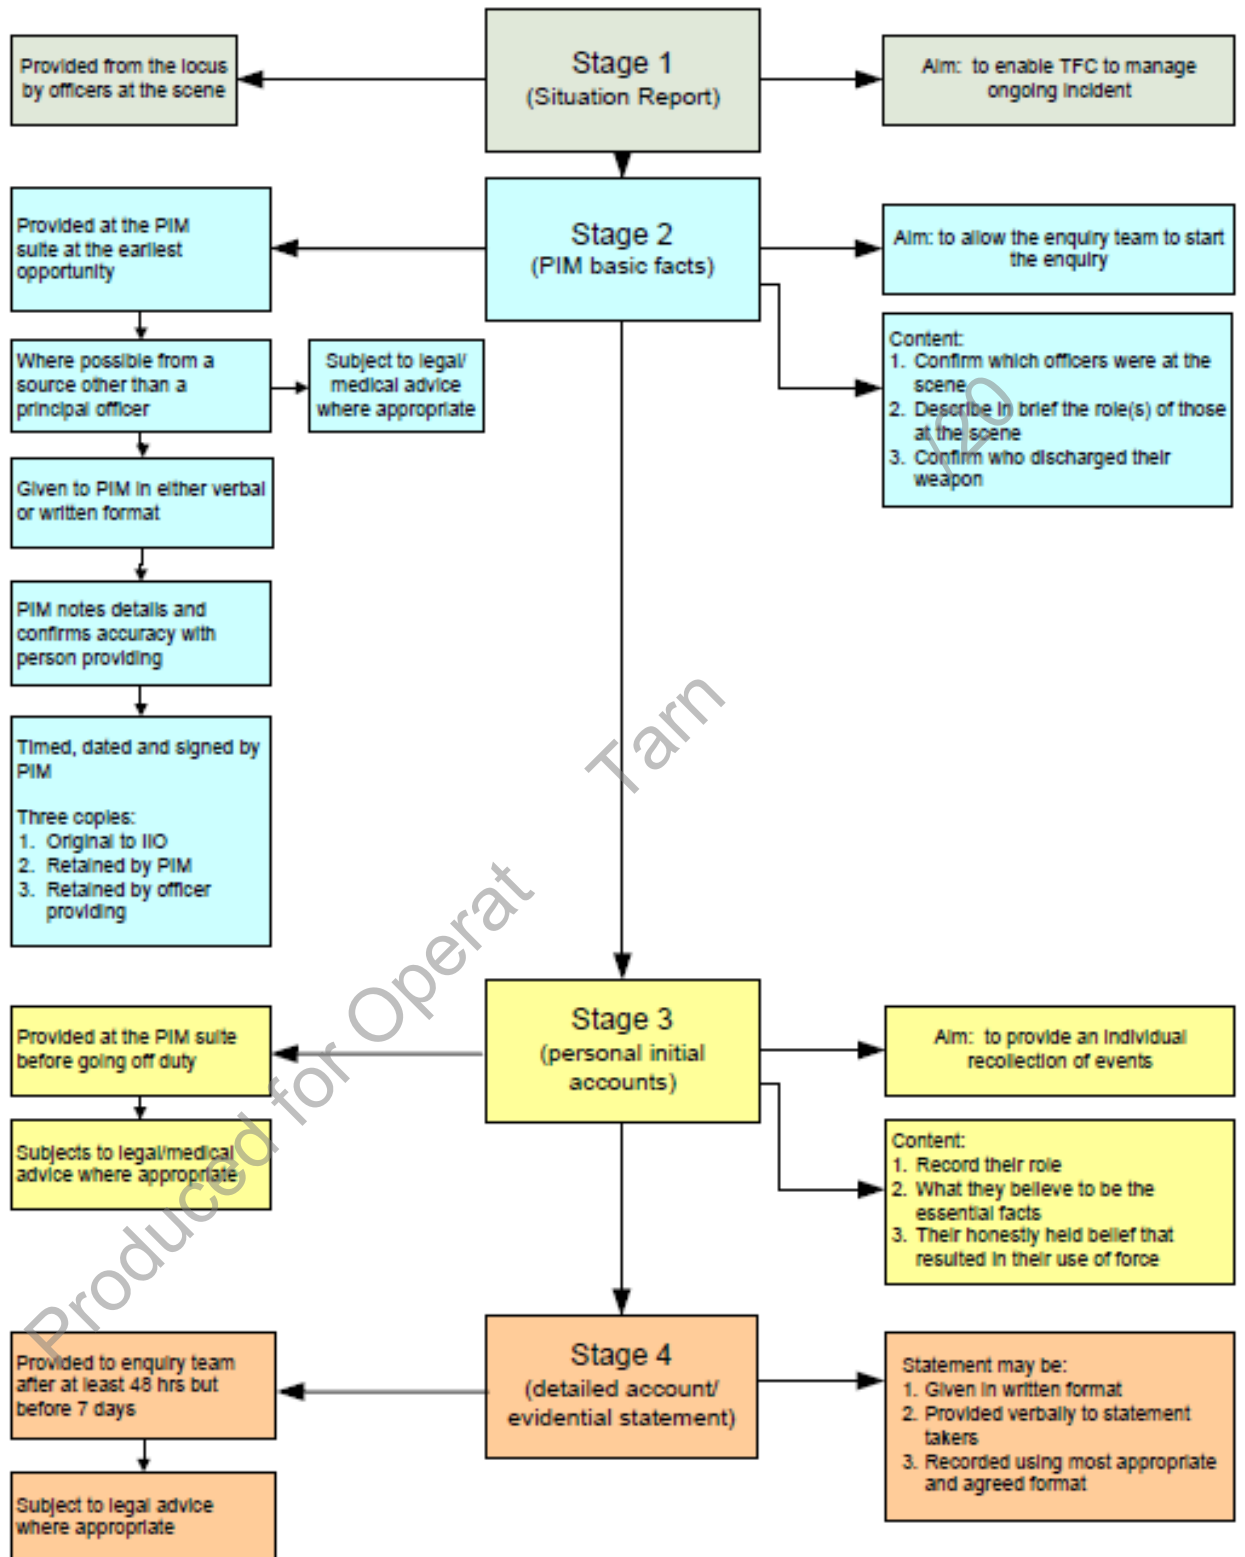 Stage 1
(Situation Report)
Provided from the locus
by officers at the scene
Aim:  to enable TFC to manage
ongoing incident
Stage 2
(PIM basic facts)
Provided at the PIM
suite at the earliest
opportunity
Aim: to allow the enquiry team to start
the enquiry
Where possible from a
source other than a
principal officer
Subject to legal/
medical advice
where appropriate
Content:
1. Confirm which officers were at the
scene
2. Describe in brief the role(s) of those
at the scene
3. Confirm who discharged their
weapon
Given to PIM in either verbal
or written format
PIM notes details and
confirms accuracy with
person providing
Timed, dated and signed by
PIM
Three copies:
1. Original to IIO
2. Retained by PIM
3. Retained by officer
providing
Stage 3
(personal initial
accounts)
Provided at the PIM suite
before going off duty
Subjects to legal/medical
advice where appropriate
Aim:  to provide an individual
recollection of events
Content:
1. Record their role
2. What they believe to be the
essential facts
3. Their honestly held belief that
resulted in their use of force
Stage 4
(detailed account/
evidential statement)
Provided to enquiry team
after at least 48 hrs but
before 7 days
Subject to legal advice
where appropriate
Statement may be:
1. Given in written format
2. Provided verbally to statement
takers
3. Recorded using most appropriate
and agreed format
Produced for Operat Tarn /20